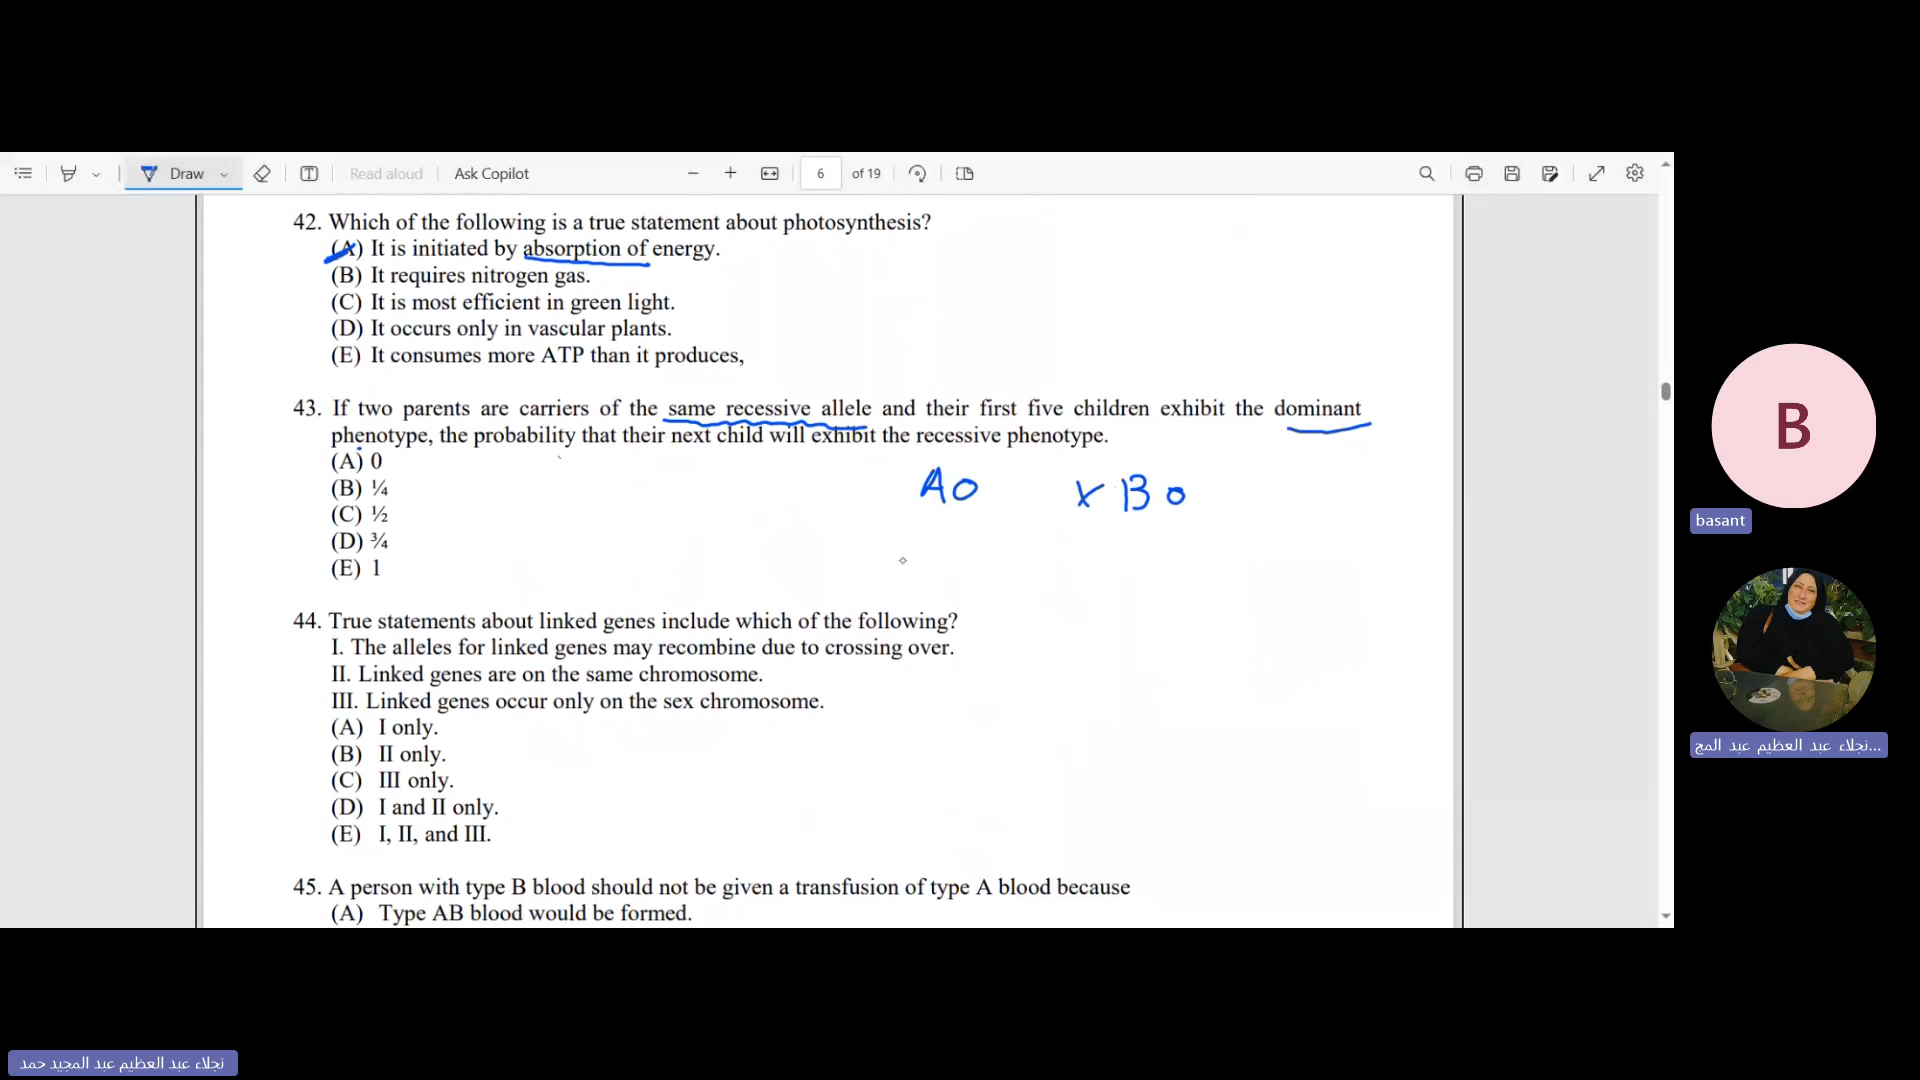 Draw
Read aloud
Ask Copilot
6
of 19
42. Which of the following is a true statement about photosynthesis?
(A) It is initiated by absorption of energy.
(B) It requires nitrogen gas.
(C) It is most efficient in green light.
(D) It occurs only in vascular plants.
(E) It consumes more ATP than it produces,
43. If two parents are carriers of the same recessive allele and their first five children exhibit the dominant
phenotype, the probability that their next child will exhibit the recessive phenotype.
(A) 0
(B) ¼
(C) ½
(D) ¾
(E) 1
AO x BO
44. True statements about linked genes include which of the following?
I. The alleles for linked genes may recombine due to crossing over.
II. Linked genes are on the same chromosome.
III. Linked genes occur only on the sex chromosome.
(A) I only.
(B) II only.
(C) III only.
(D) I and II only.
(E) I, II, and III.
45. A person with type B blood should not be given a transfusion of type A blood because
(A) Type AB blood would be formed.
B
basant
نجلاء عبد العظيم عبد المج...
نجلاء عبد العظيم عبد المجيد حمد